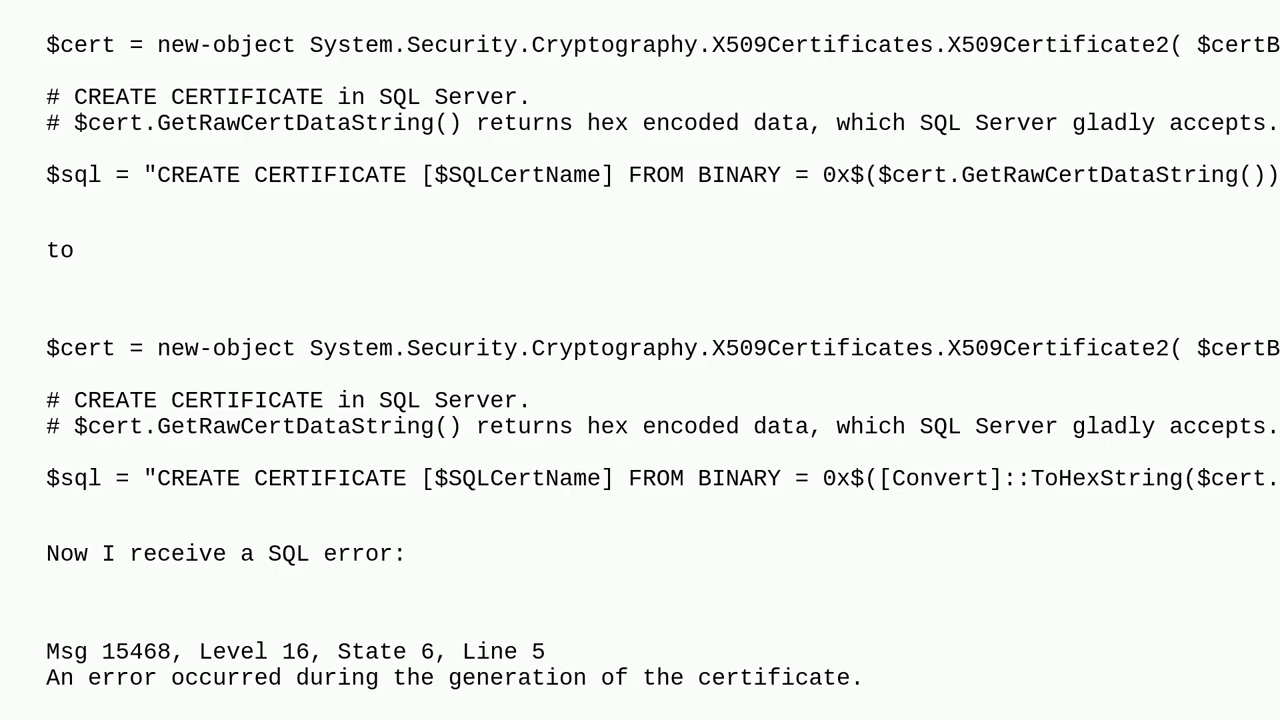 $cert = new-object System.Security.Cryptography.X509Certificates.X509Certificate2( $certB
# CREATE CERTIFICATE in SQL Server.
# $cert.GetRawCertDataString() returns hex encoded data, which SQL Server gladly accepts.
$sql = "CREATE CERTIFICATE [$SQLCertName] FROM BINARY = 0x$($cert.GetRawCertDataString())
to
$cert = new-object System.Security.Cryptography.X509Certificates.X509Certificate2( $certB
# CREATE CERTIFICATE in SQL Server.
# $cert.GetRawCertDataString() returns hex encoded data, which SQL Server gladly accepts.
$sql = "CREATE CERTIFICATE [$SQLCertName] FROM BINARY = 0x$([Convert]::ToHexString($cert.
Now I receive a SQL error:
Msg 15468, Level 16, State 6, Line 5
An error occurred during the generation of the certificate.